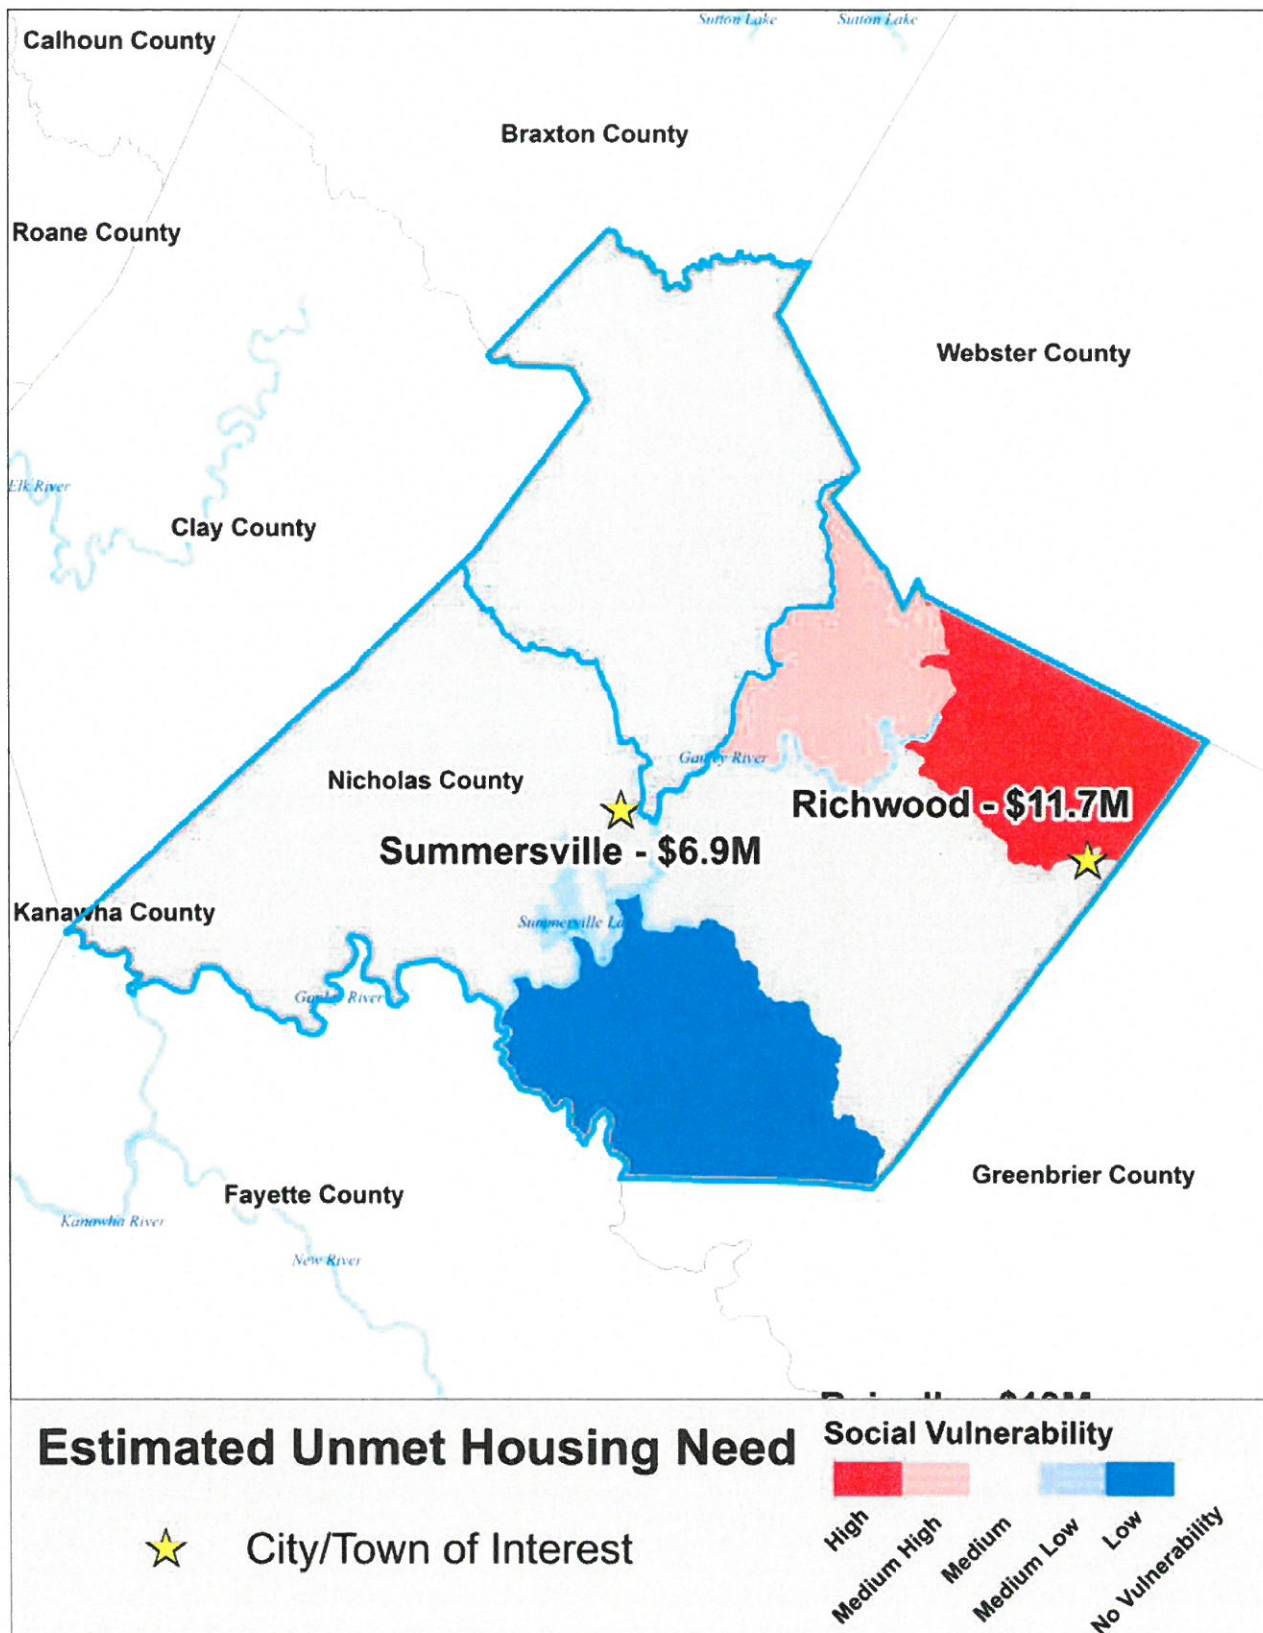 Sutton Lake
Sutton Lake
Calhoun County
Braxton County
Roane County
Webster County
Elk River
Clay County
Gauley River
Nicholas County
Richwood - $11.7M
Summersville - $6.9M
Kanawha County
Summerville
Gauley River
Greenbrier County
Fayette County
Kanawha River
New River
Estimated Unmet Housing Need
City/Town of Interest
Social Vulnerability
High
Medium High
Medium
Medium Low
Low
No Vulnerability